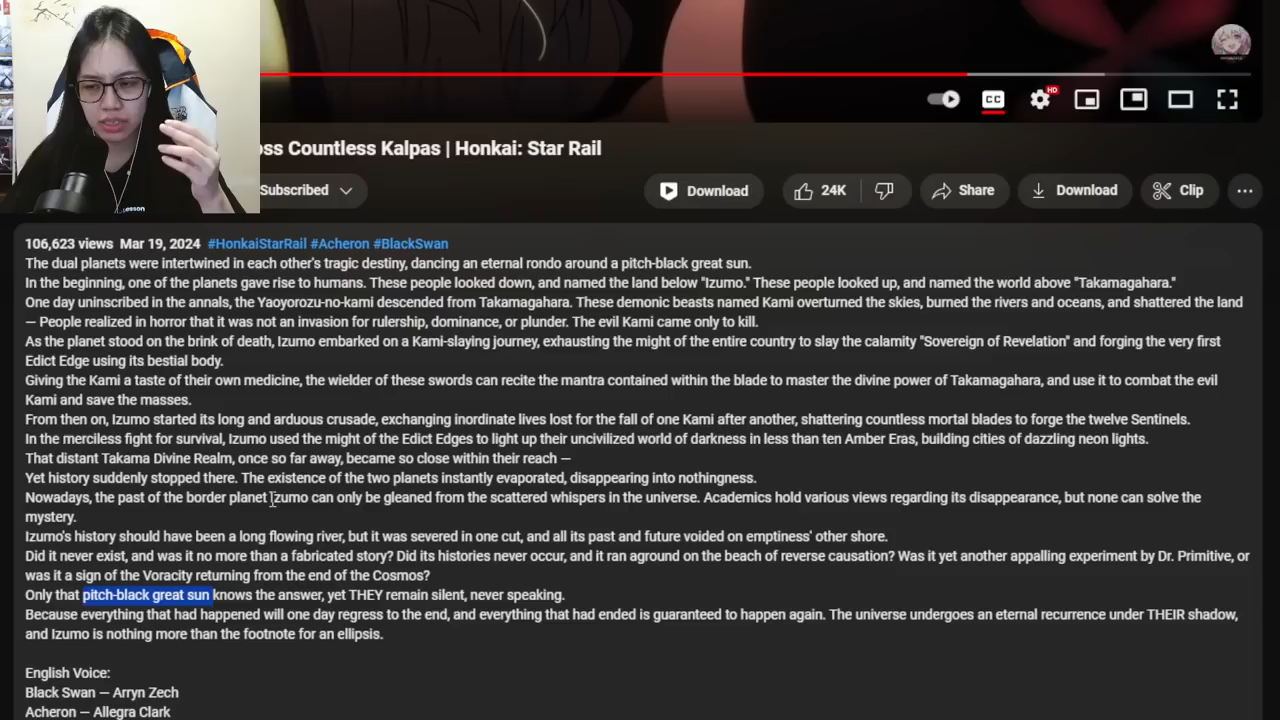 HD
CC
oss Countless Kalpas | Honkai: Star Rail
Subscribed
Download
24K
Share
Download
Clip
106,623 views Mar 19, 2024 #HonkaiStarRail #Acheron #BlackSwan
The dual planets were intertwined in each other's tragic destiny, dancing an eternal rondo around a pitch-black great sun.
In the beginning, one of the planets gave rise to humans. These people looked down, and named the land below "Izumo." These people looked up, and named the world above "Takamagahara."
One day uninscribed in the annals, the Yaoyorozu-no-kami descended from Takamagahara. These demonic beasts named Kami overturned the skies, burned the rivers and oceans, and shattered the land
— People realized in horror that it was not an invasion for rulership, dominance, or plunder. The evil Kami came only to kill.
As the planet stood on the brink of death, Izumo embarked on a Kami-slaying journey, exhausting the might of the entire country to slay the calamity "Sovereign of Revelation" and forging the very first
Edict Edge using its bestial body.
Giving the Kami a taste of their own medicine, the wielder of these swords can recite the mantra contained within the blade to master the divine power of Takamagahara, and use it to combat the evil
Kami and save the masses.
From then on, Izumo started its long and arduous crusade, exchanging inordinate lives lost for the fall of one Kami after another, shattering countless mortal blades to forge the twelve Sentinels.
In the merciless fight for survival, Izumo used the might of the Edict Edges to light up their uncivilized world of darkness in less than ten Amber Eras, building cities of dazzling neon lights.
That distant Takama Divine Realm, once so far away, became so close within their reach —
Yet history suddenly stopped there. The existence of the two planets instantly evaporated, disappearing into nothingness.
Nowadays, the past of the border planet Izumo can only be gleaned from the scattered whispers in the universe. Academics hold various views regarding its disappearance, but none can solve the
mystery.
Izumo's history should have been a long flowing river, but it was severed in one cut, and all its past and future voided on emptiness' other shore.
Did it never exist, and was it no more than a fabricated story? Did its histories never occur, and it ran aground on the beach of reverse causation? Was it yet another appalling experiment by Dr. Primitive, or
was it a sign of the Voracity returning from the end of the Cosmos?
Only that pitch-black great sun knows the answer, yet THEY remain silent, never speaking.
Because everything that had happened will one day regress to the end, and everything that had ended is guaranteed to happen again. The universe undergoes an eternal recurrence under THEIR shadow,
and Izumo is nothing more than the footnote for an ellipsis.
English Voice:
Black Swan — Arryn Zech
Acheron — Allegra Clark